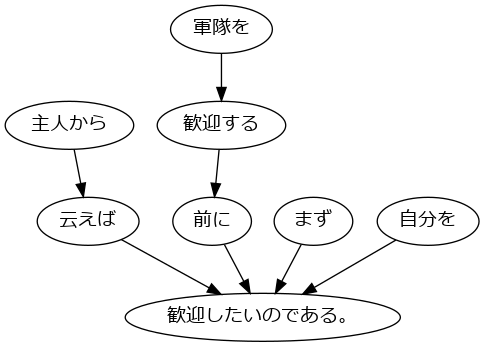 軍隊を
主人から
歓迎する
云えば
前に
まず
自分を
歓迎したいのである。